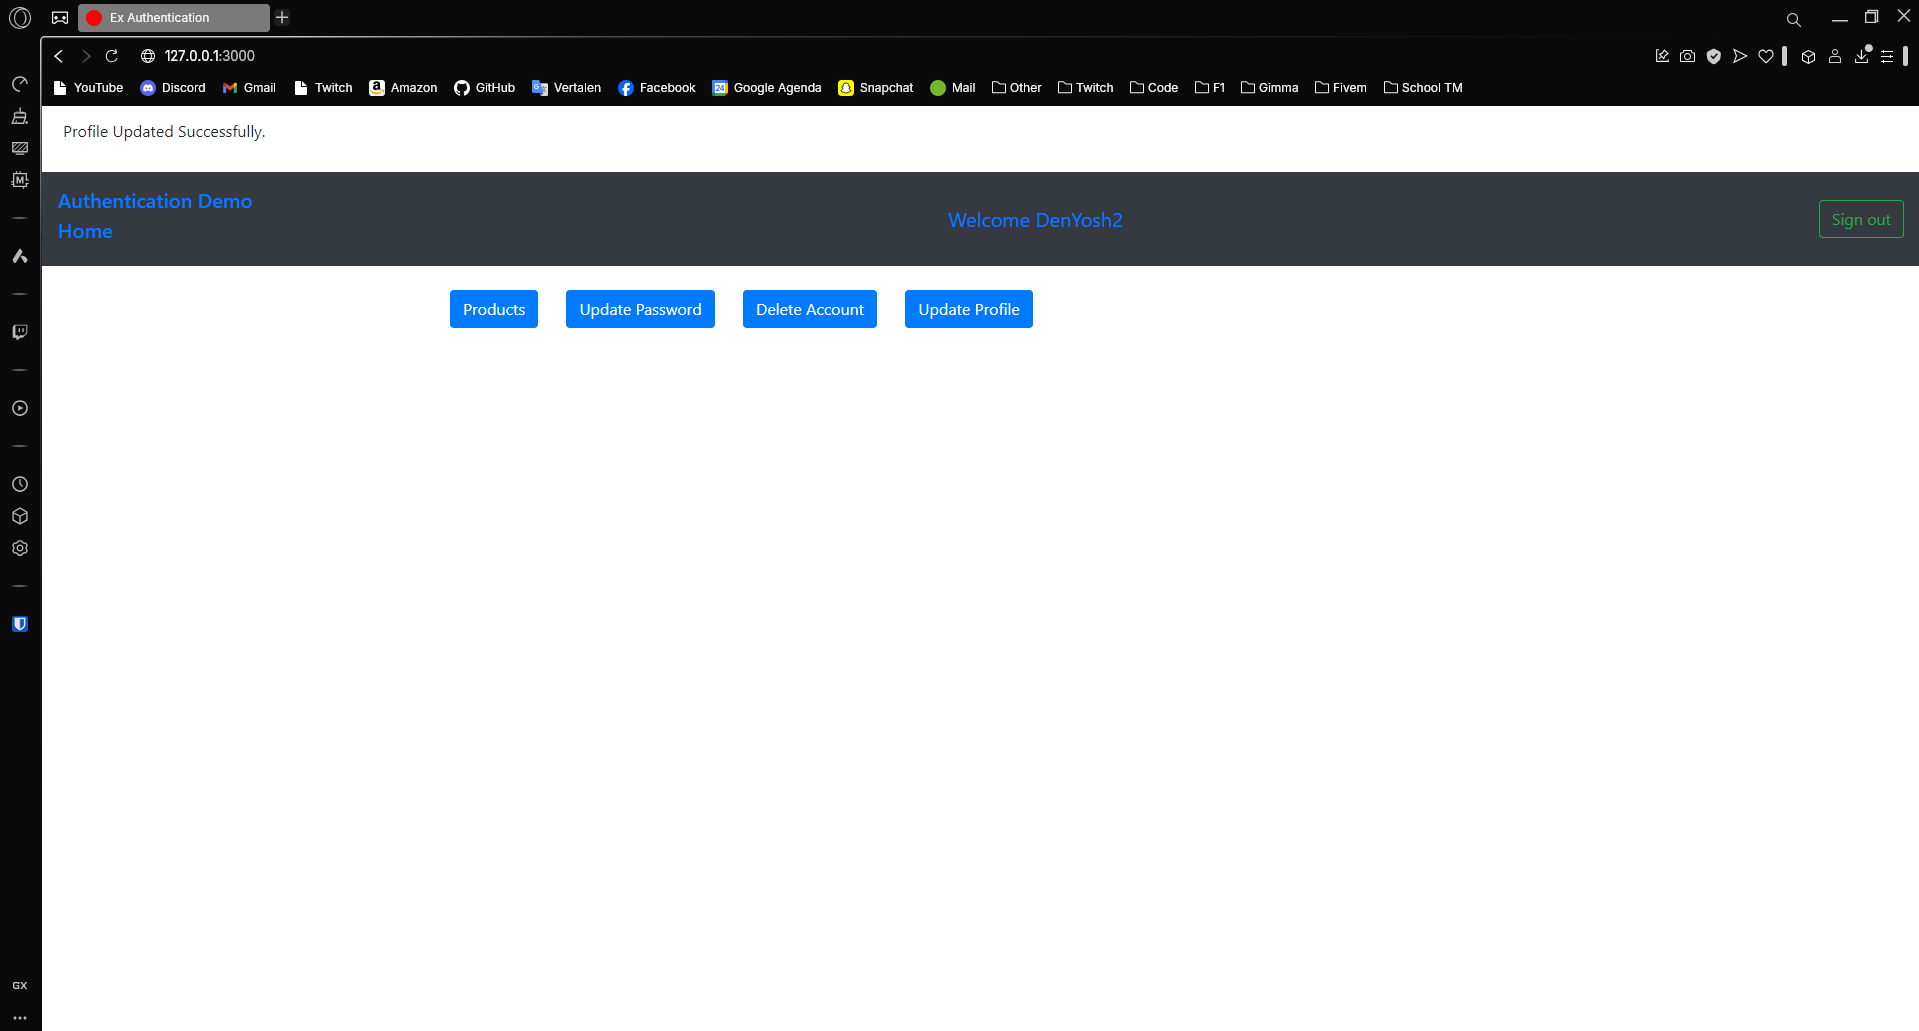 Ex Authentication
127.0.0.1:3000
YouTube Discord Gmail Twitch Amazon GitHub Vertalen Facebook 24 Google Agenda Snapchat Mail Other Twitch Code F1 Gimma Fivem School TM
Profile Updated Successfully.
Authentication Demo
Home
Welcome DenYosh2
Sign out
Products Update Password Delete Account Update Profile
GX